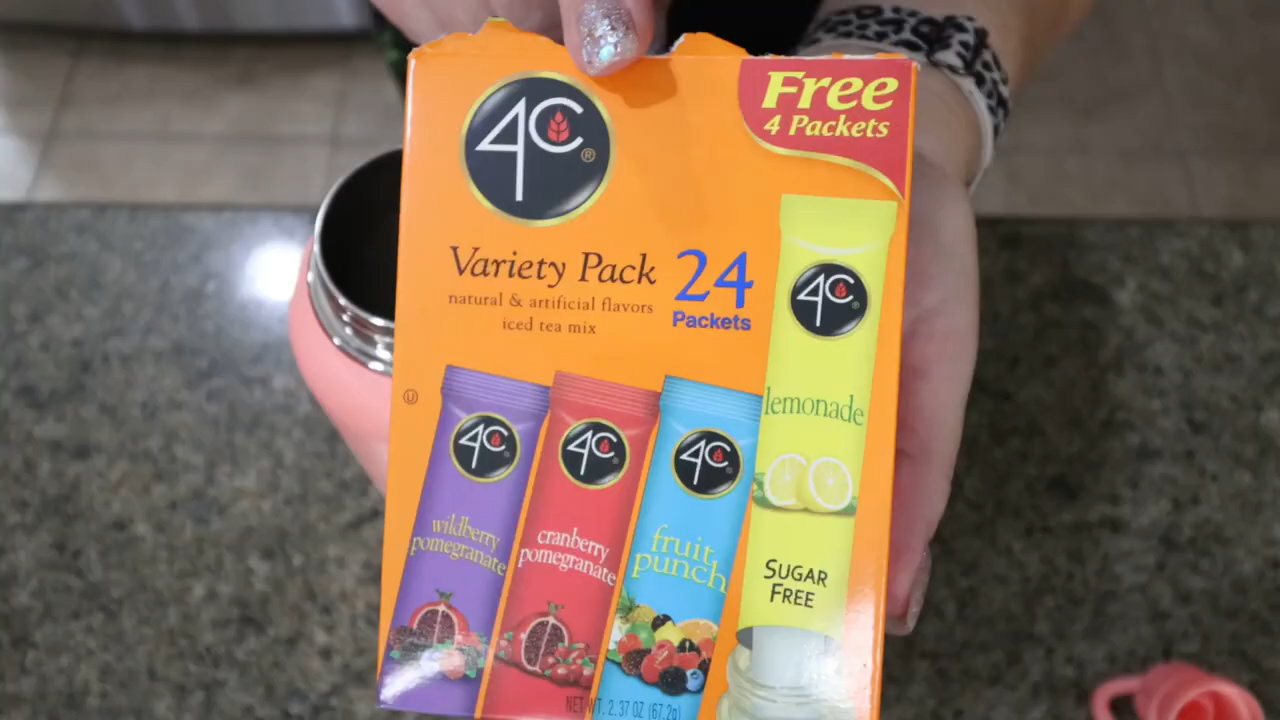 4C
®
Free
4 Packets
Variety Pack
natural & artificial flavors
iced tea mix
24
Packets
4C
lemonade
SUGAR
FREE
U
4C
wildberry
pomegranate
4C
cranberry
pomegranate
4C
fruit
punch
NET WT. 2.37 OZ (67.2g)